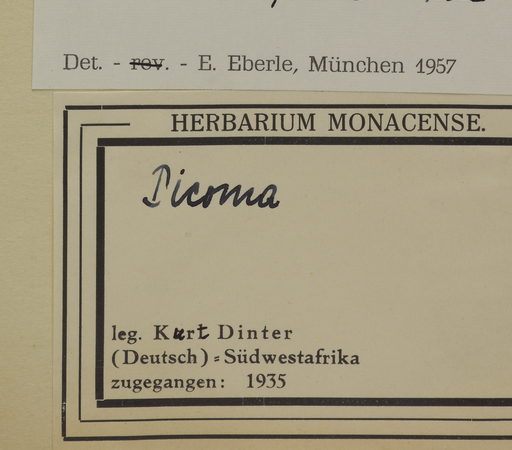 Det. - rev. - E. Eberle, München 1957
HERBARIUM MONACENSE.
Dicoma
leg. Kurt Dinter
(Deutsch) = Südwestafrika
zugegangen: 1935